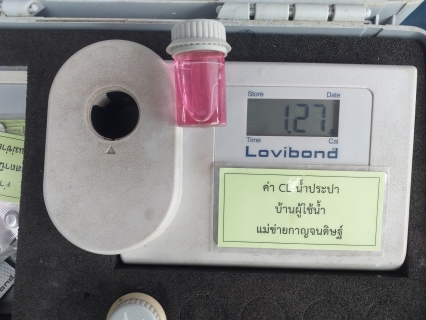 Store Date
1.27
Time Cal
Lovibond
ค่า CL น้ำประปา
บ้านผู้ใช้น้ำ
แม่ข่ายกาญจนดิษฐ์